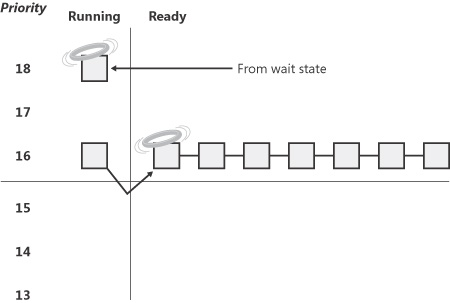 Priority
Running Ready
18
From wait state
17
16
15
14
13